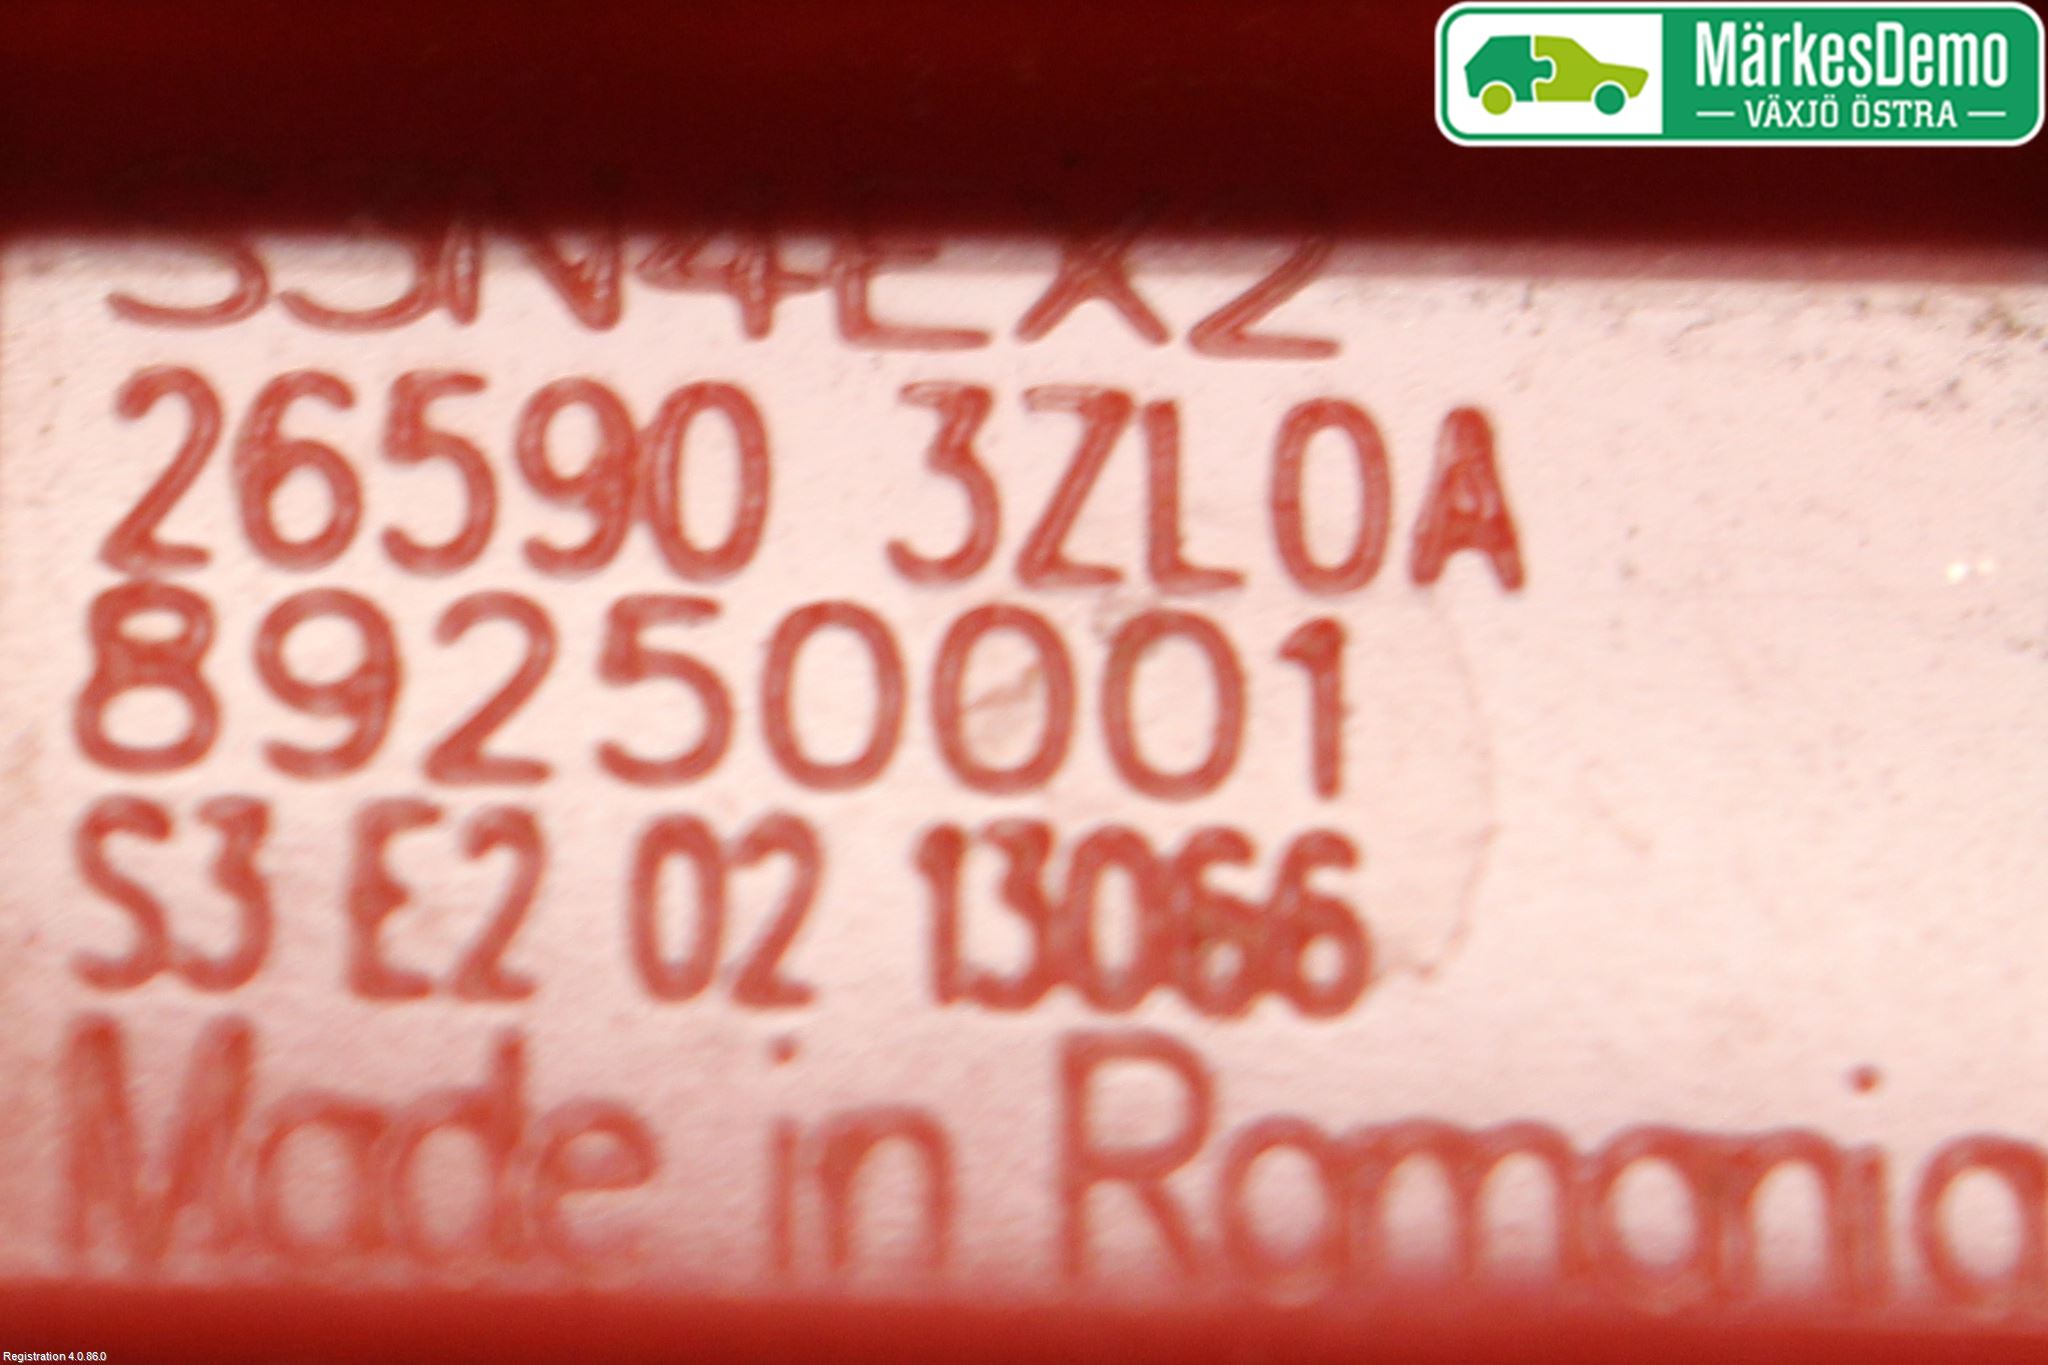 MärkesDemo
VÄXJÖ ÖSTRA
26590 3ZL0A
89250001
S3 E2 02 13066
Made in Romania
Registration 4.0.86.0